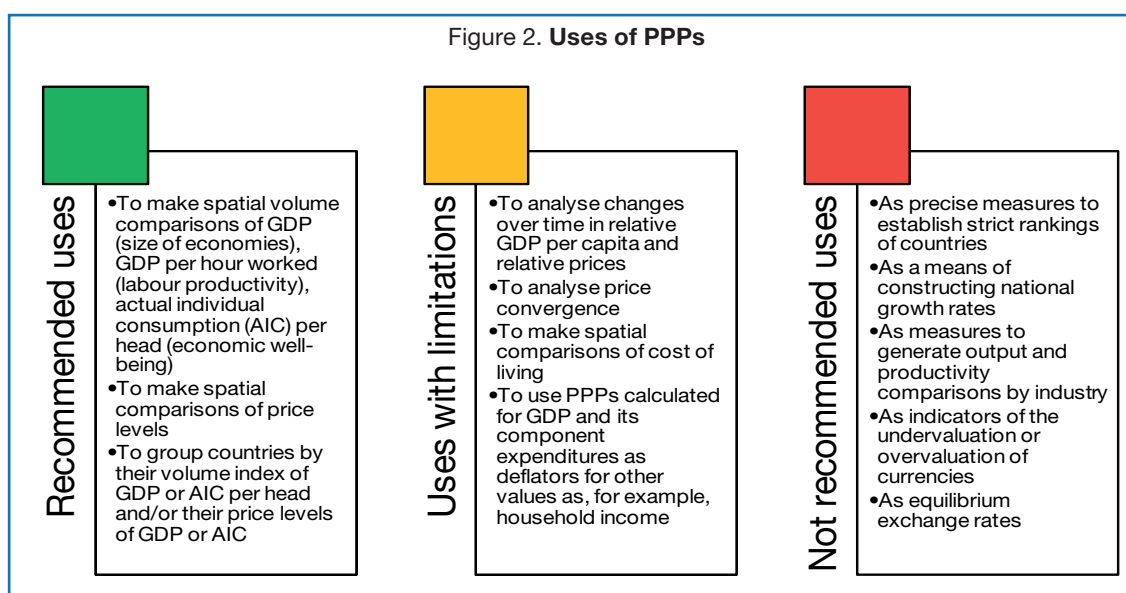 Figure 2. Uses of PPPs
Recommended uses
•To make spatial volume
comparisons of GDP
(size of economies),
GDP per hour worked
(labour productivity),
actual individual
consumption (AIC) per
head (economic well-
being)
•To make spatial
comparisons of price
levels
•To group countries by
their volume index of
GDP or AIC per head
and/or their price levels
of GDP or AIC
Uses with limitations
•To analyse changes
over time in relative
GDP per capita and
relative prices
•To analyse price
convergence
•To make spatial
comparisons of cost of
living
•To use PPPs calculated
for GDP and its
component
expenditures as
deflators for other
values as, for example,
household income
Not recommended uses
•As precise measures to
establish strict rankings
of countries
•As a means of
constructing national
growth rates
•As measures to
generate output and
productivity
comparisons by industry
•As indicators of the
undervaluation or
overvaluation of
currencies
•As equilibrium
exchange rates